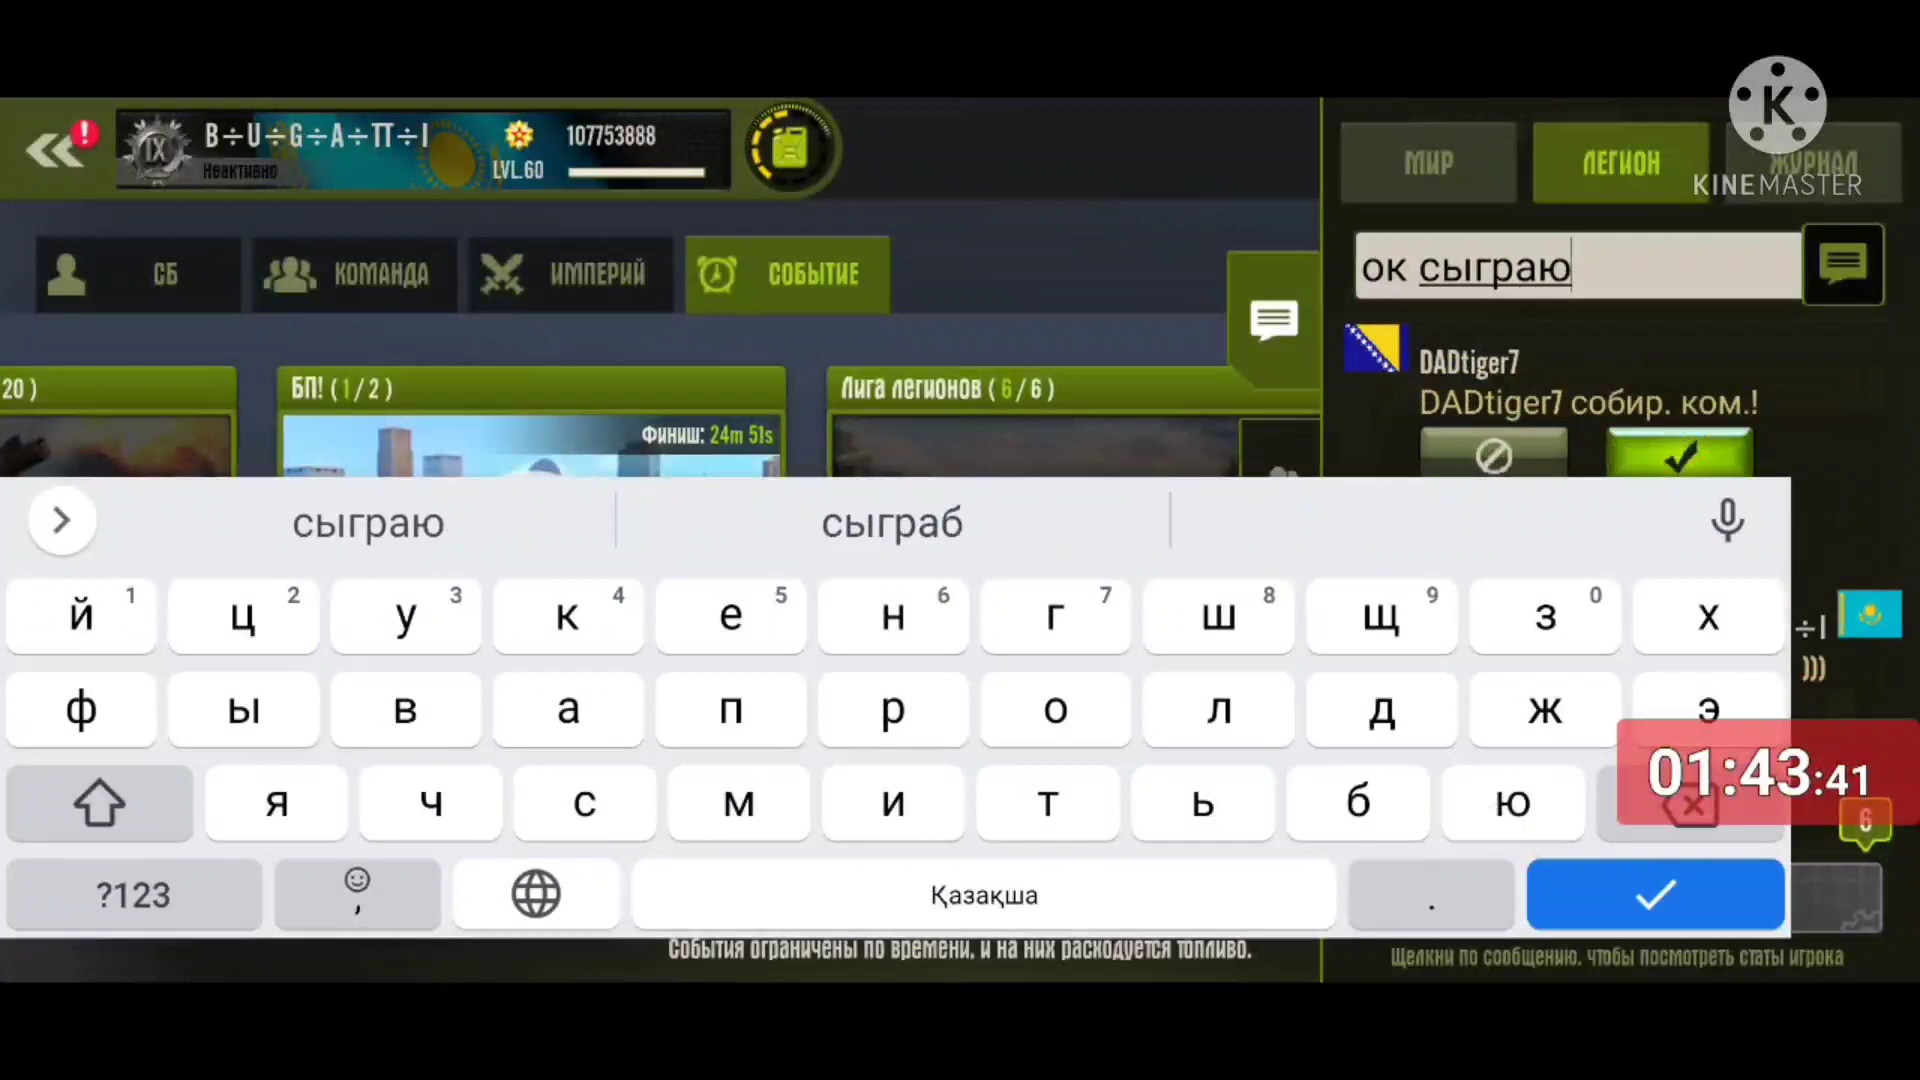 B÷U÷G÷A÷TT÷I
107753888
IX
Неактивно
LVL.60
МИР
ЛЕГИОН
ЖУРНАЛ
K
KINEMASTER
СБ
КОМАНДА
ИМПЕРИЙ
СОБЫТИЕ
ок сыграю
DADtiger7
DADtiger7 собир. ком.!
20 )
БП! ( 1 / 2 )
Лига легионов ( 6 / 6 )
Финиш: 24m 51s
сыграю
сыграб
й 1 ц 2 у 3 к 4 е 5 н 6 г 7 ш 8 щ 9 з 0 х
÷I
ф ы в а п р о л д ж э
)))
01:43:41
я ч с м и т ь б ю
6
?123
,
Қазақша
.
События ограничены по времени, и на них расходуется топливо.
Щелкни по сообщению, чтобы посмотреть статы игрока